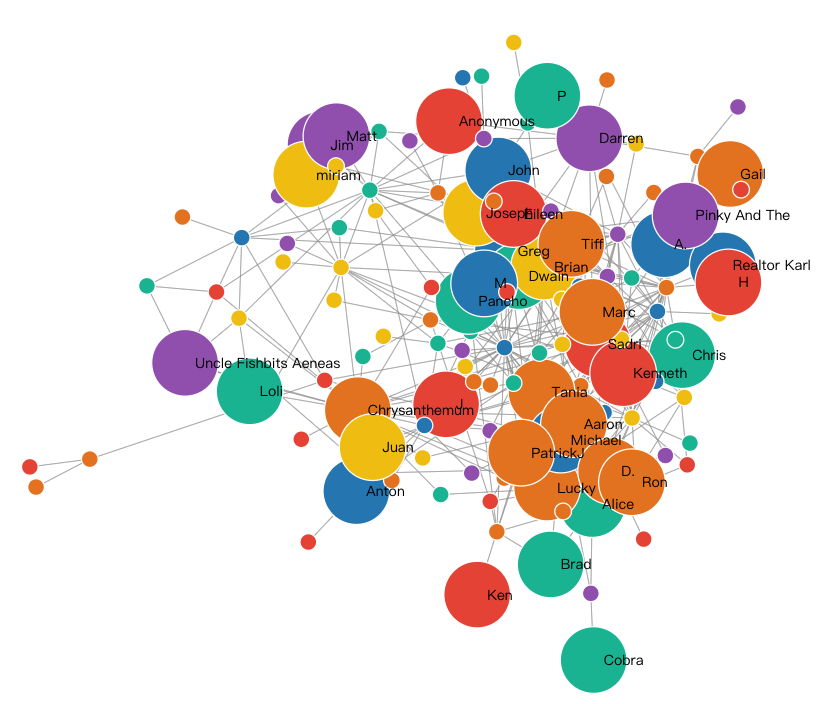 P
Anonymous
Matt
Darren
Jim
John
Gail
miriam
Joseph
Eileen
Pinky And The
Tiff
A.
Greg
Brian
Realtor Karl
Dwain
M
H
Pancho
Marc
Sadri
Chris
Uncle Fishbits Aeneas
Kenneth
Loli
Tania
J
Chrysanthemum
Aaron
Michael
Juan
PatrickJ
D.
Ron
Anton
Lucky
Alice
Brad
Ken
Cobra